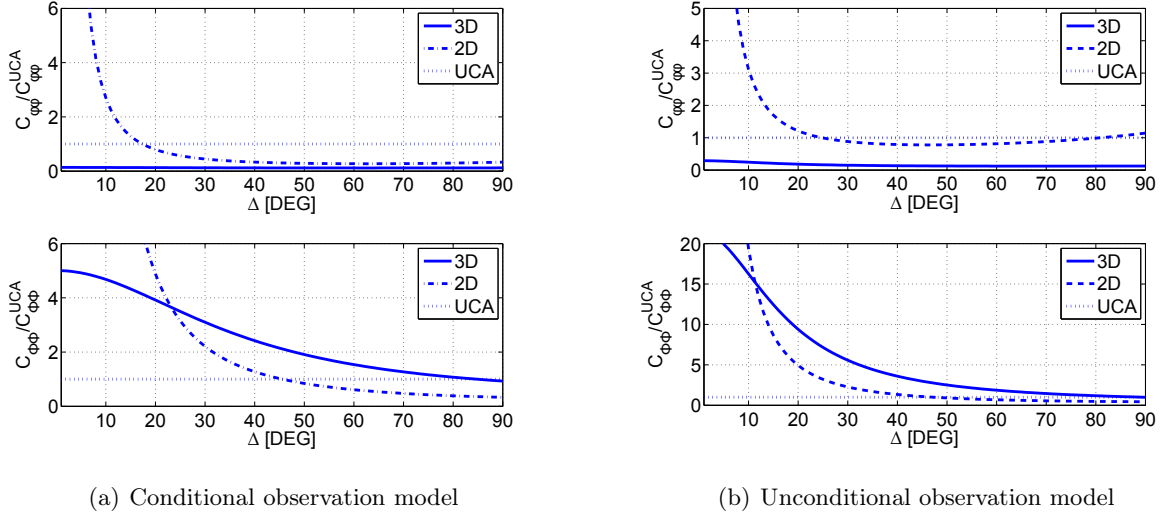 6
4
2
0
C_φφ/C_φφ^UCA
10 20 30 40 50 60 70 80 90
Δ [DEG]
3D
2D
UCA
6
4
2
0
C_ΦΦ/C_ΦΦ^UCA
10 20 30 40 50 60 70 80 90
Δ [DEG]
3D
2D
UCA
(a) Conditional observation model
5
4
3
2
1
0
C_φφ/C_φφ^UCA
10 20 30 40 50 60 70 80 90
Δ [DEG]
3D
2D
UCA
20
15
10
5
0
C_ΦΦ/C_ΦΦ^UCA
10 20 30 40 50 60 70 80 90
Δ [DEG]
3D
2D
UCA
(b) Unconditional observation model